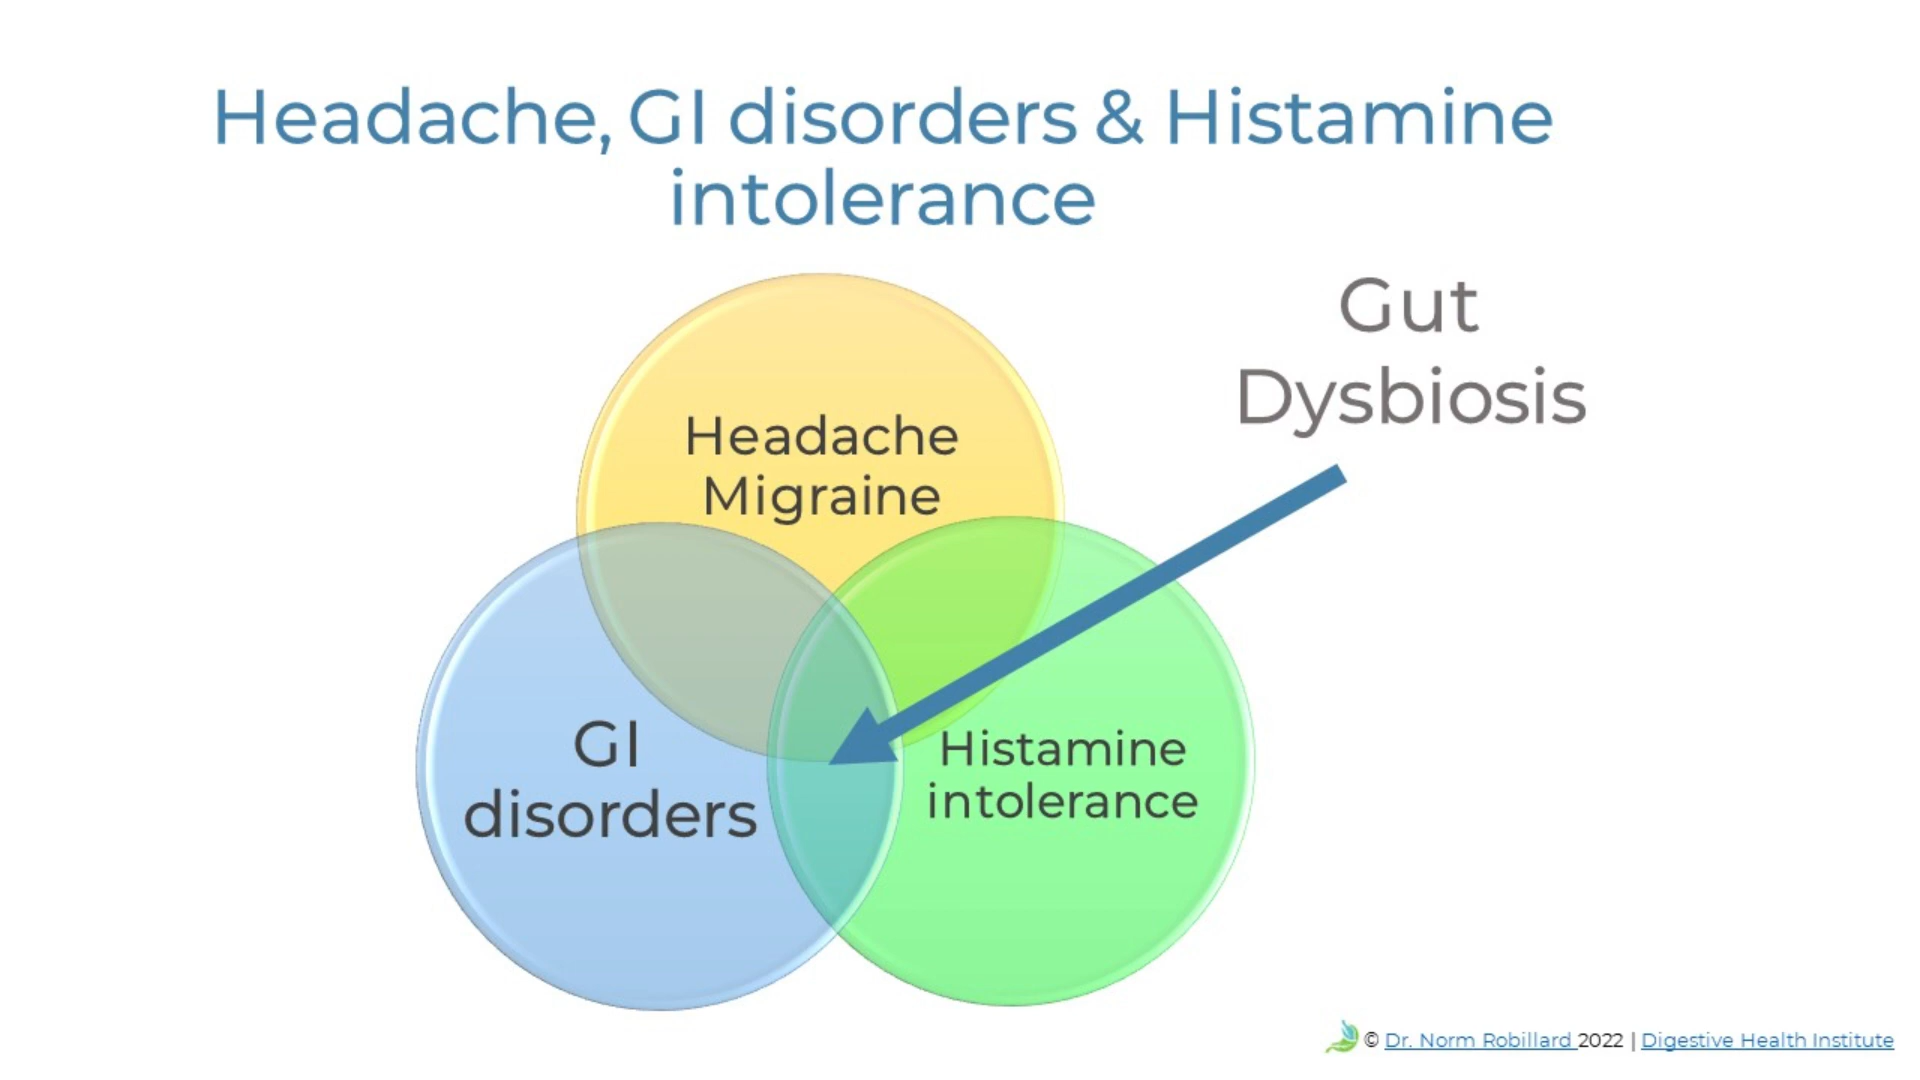 Headache, GI disorders & Histamine
intolerance
Gut
Dysbiosis
Headache
Migraine
GI
disorders
Histamine
intolerance
© Dr. Norm Robillard 2022 | Digestive Health Institute